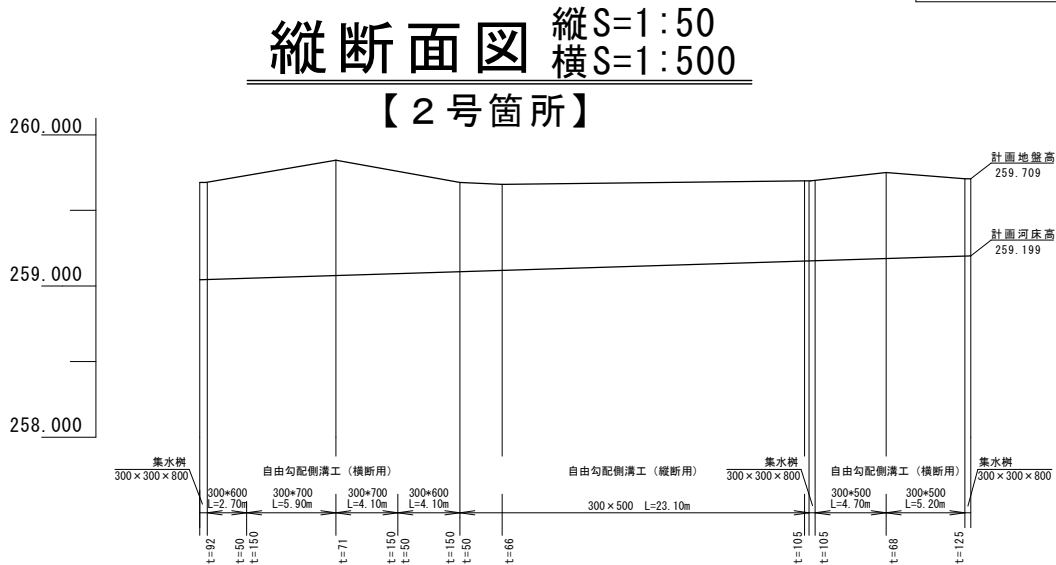 縦断面図 縦S=1:50
横S=1:500
【２号箇所】
260.000
259.000
258.000
計画地盤高
259.709
計画河床高
259.199
集水桝
300×300×800
自由勾配側溝工（横断用）
300*600
L=2.70m
300*700
L=5.90m
300*700
L=4.10m
300*600
L=4.10m
自由勾配側溝工（縦断用）
300×500 L=23.10m
集水桝
300×300×800
自由勾配側溝工（横断用）
300*500
L=4.70m
300*500
L=5.20m
集水桝
300×300×800
t=92
t=50
t=150
t=71
t=150
t=50
t=150
t=50
t=66
t=105
t=105
t=68
t=125